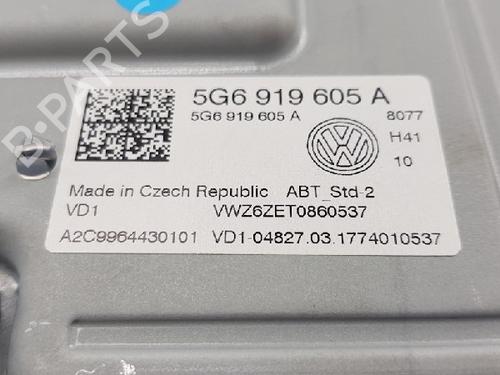 5G6 919 605 A
5G6 919 605 A
8077
H41
10
Made in Czech Republic ABT_Std-2
VD1 VWZ6ZET0860537
A2C9964430101 VD1-04827.03.1774010537
B-PARTS